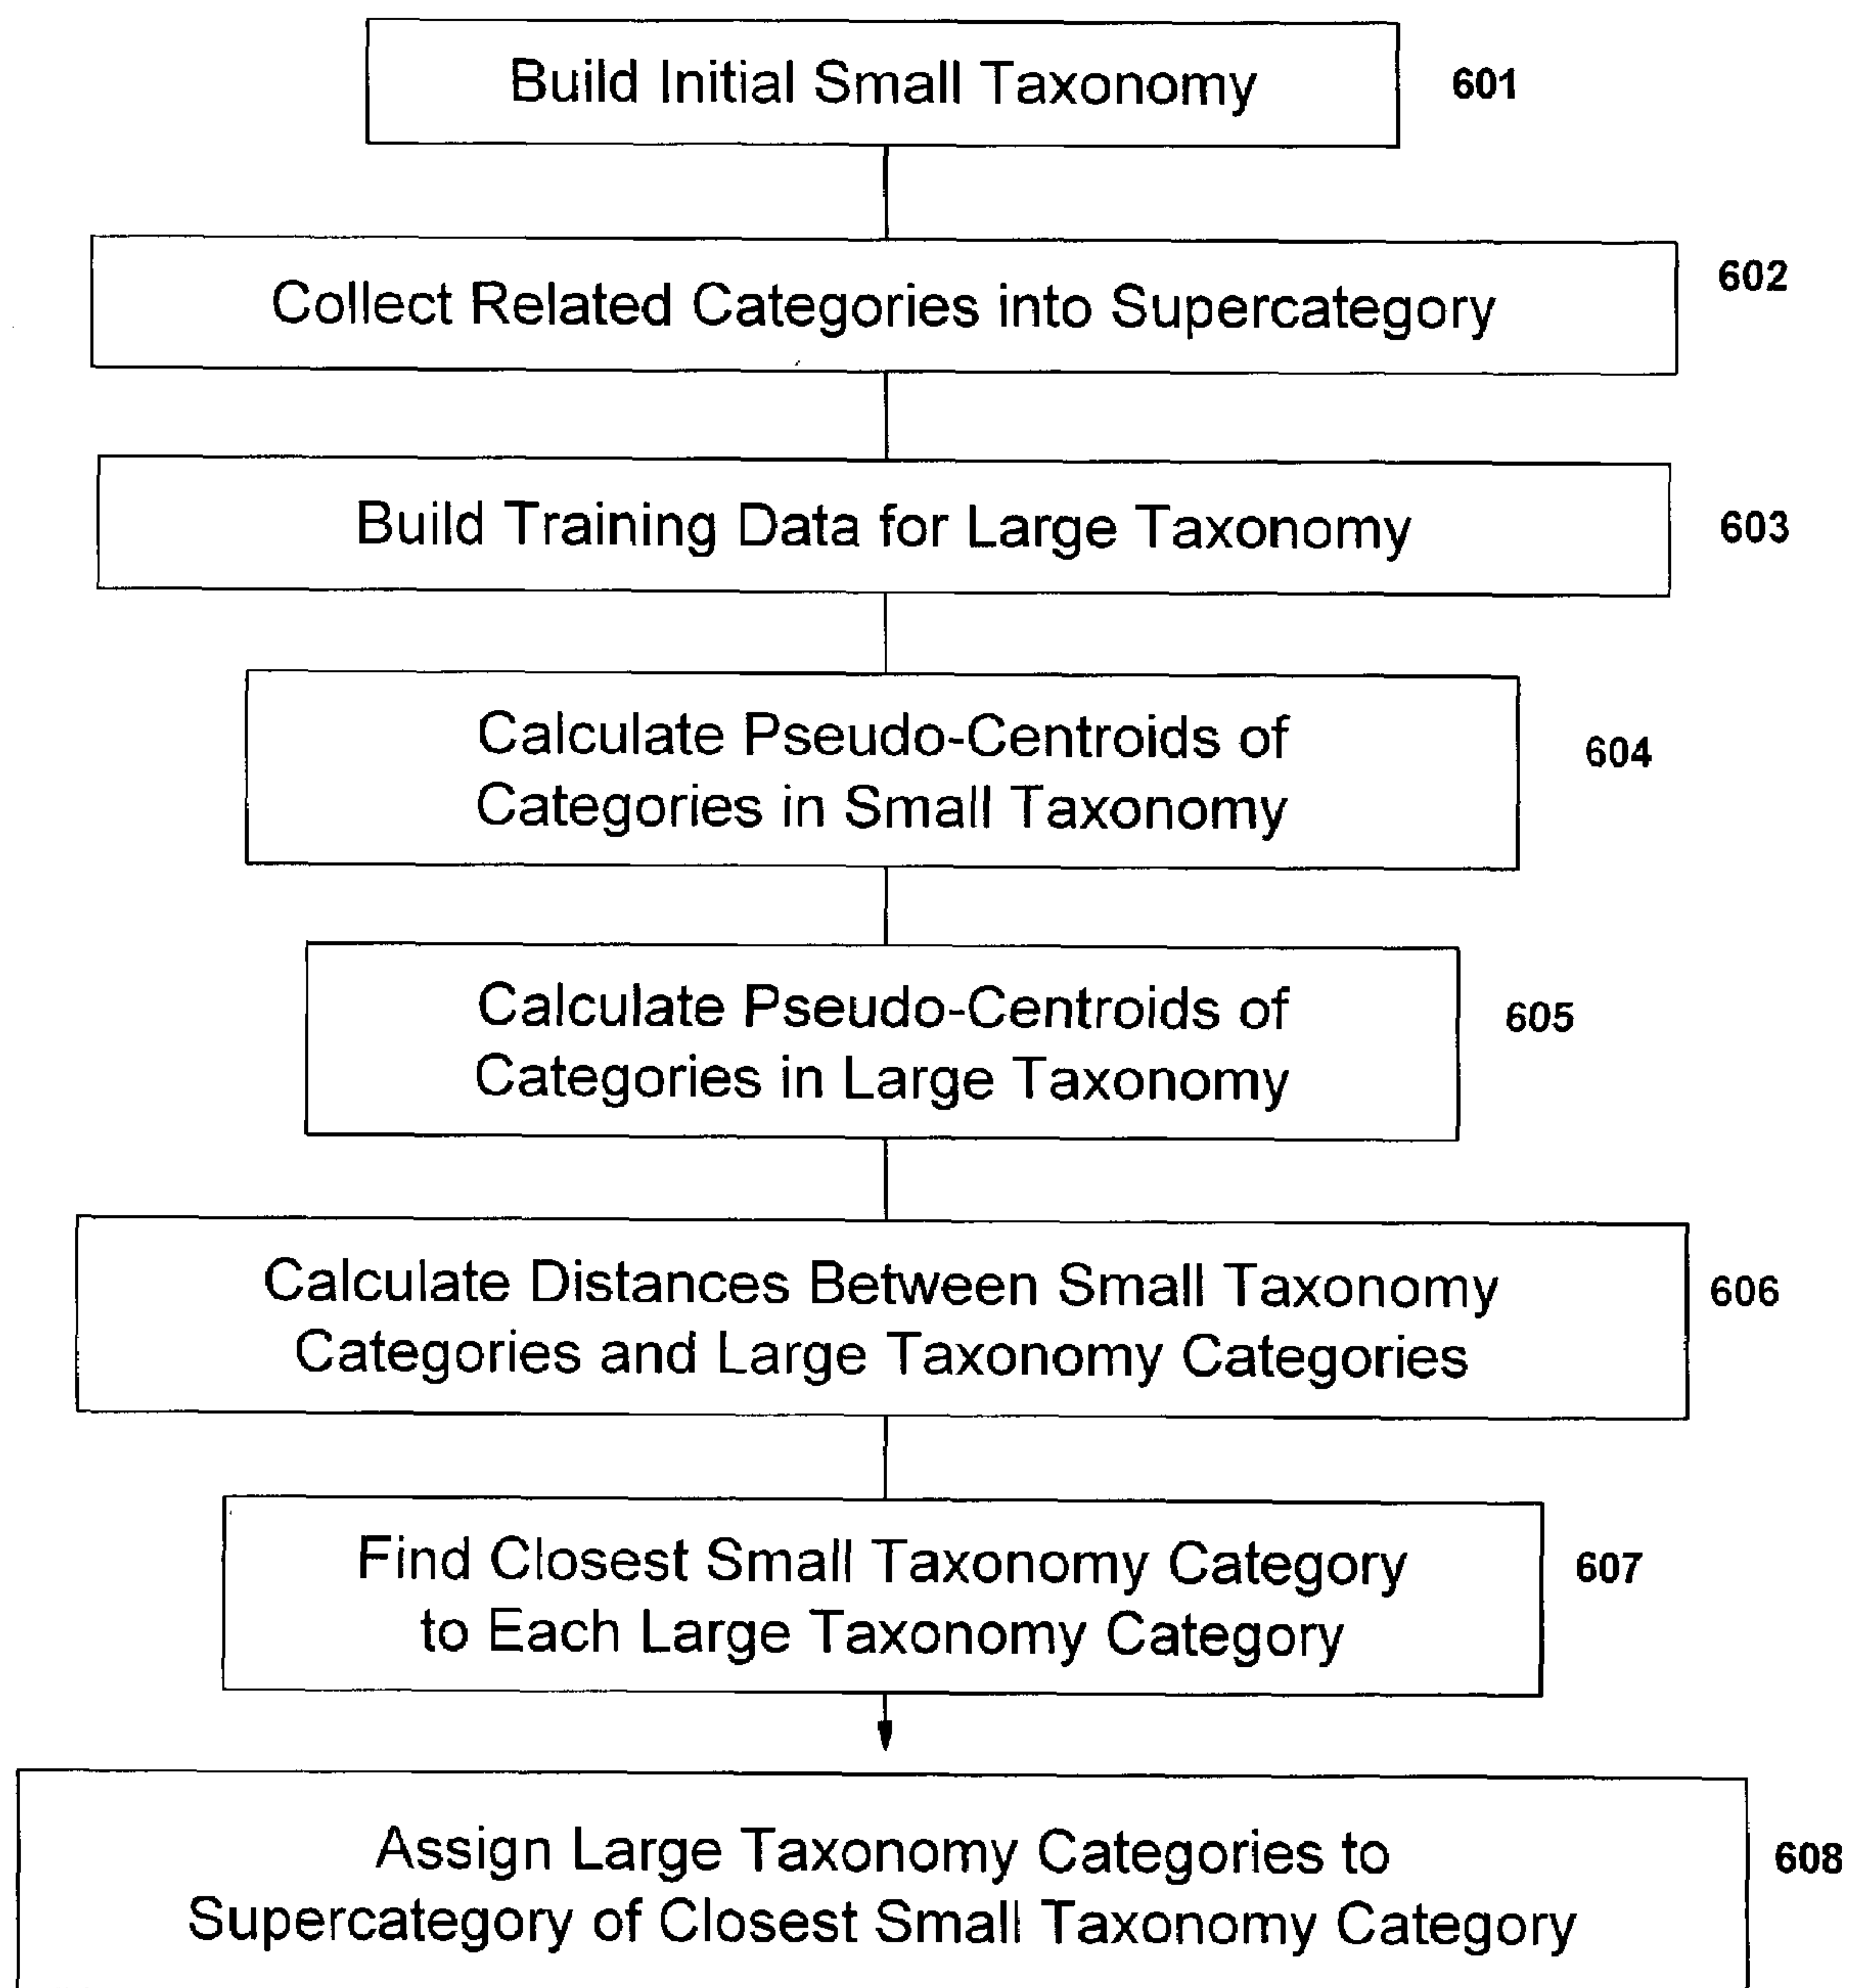 Build Initial Small Taxonomy
601
Collect Related Categories into Supercategory
602
Build Training Data for Large Taxonomy
603
Calculate Pseudo-Centroids of
Categories in Small Taxonomy
604
Calculate Pseudo-Centroids of
Categories in Large Taxonomy
605
Calculate Distances Between Small Taxonomy
Categories and Large Taxonomy Categories
606
Find Closest Small Taxonomy Category
to Each Large Taxonomy Category
607
Assign Large Taxonomy Categories to
Supercategory of Closest Small Taxonomy Category
608